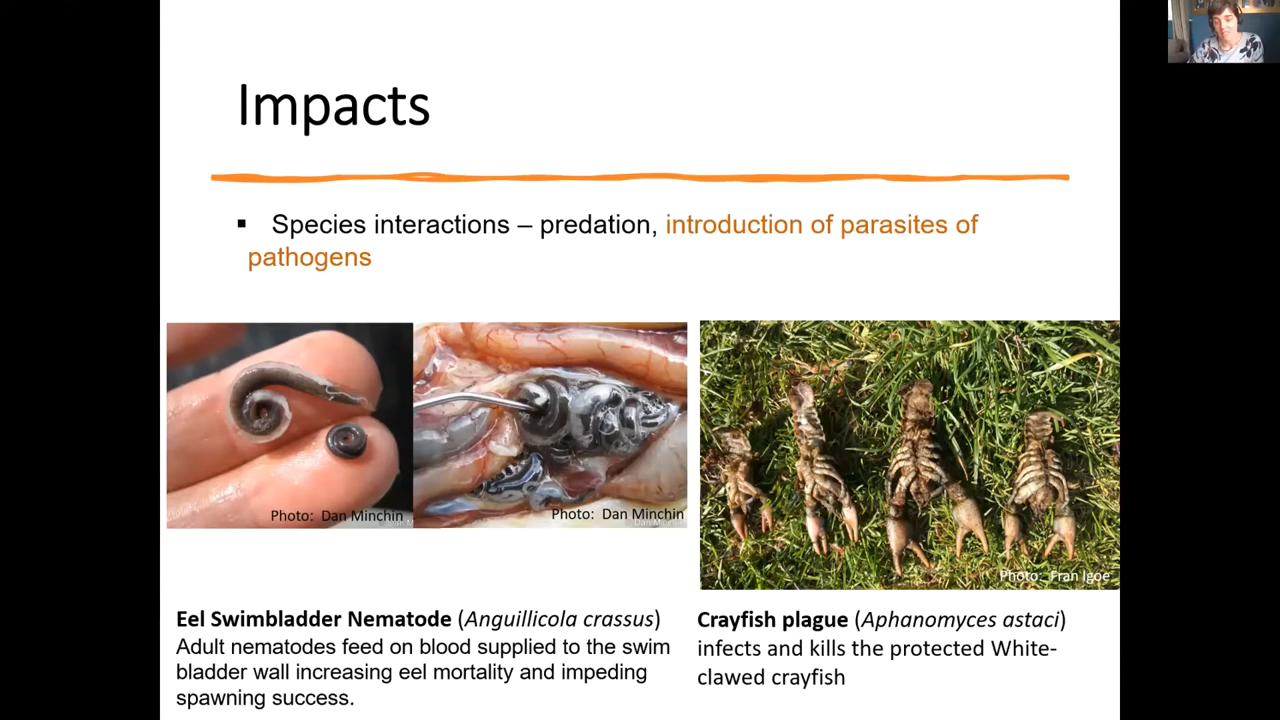 Impacts
▪ Species interactions – predation, introduction of parasites of
pathogens
Photo: Dan Minchin
Photo: Dan Minchin
Photo: Fran Igoe
Eel Swimbladder Nematode (Anguillicola crassus)
Adult nematodes feed on blood supplied to the swim
bladder wall increasing eel mortality and impeding
spawning success.
Crayfish plague (Aphanomyces astaci)
infects and kills the protected White-
clawed crayfish